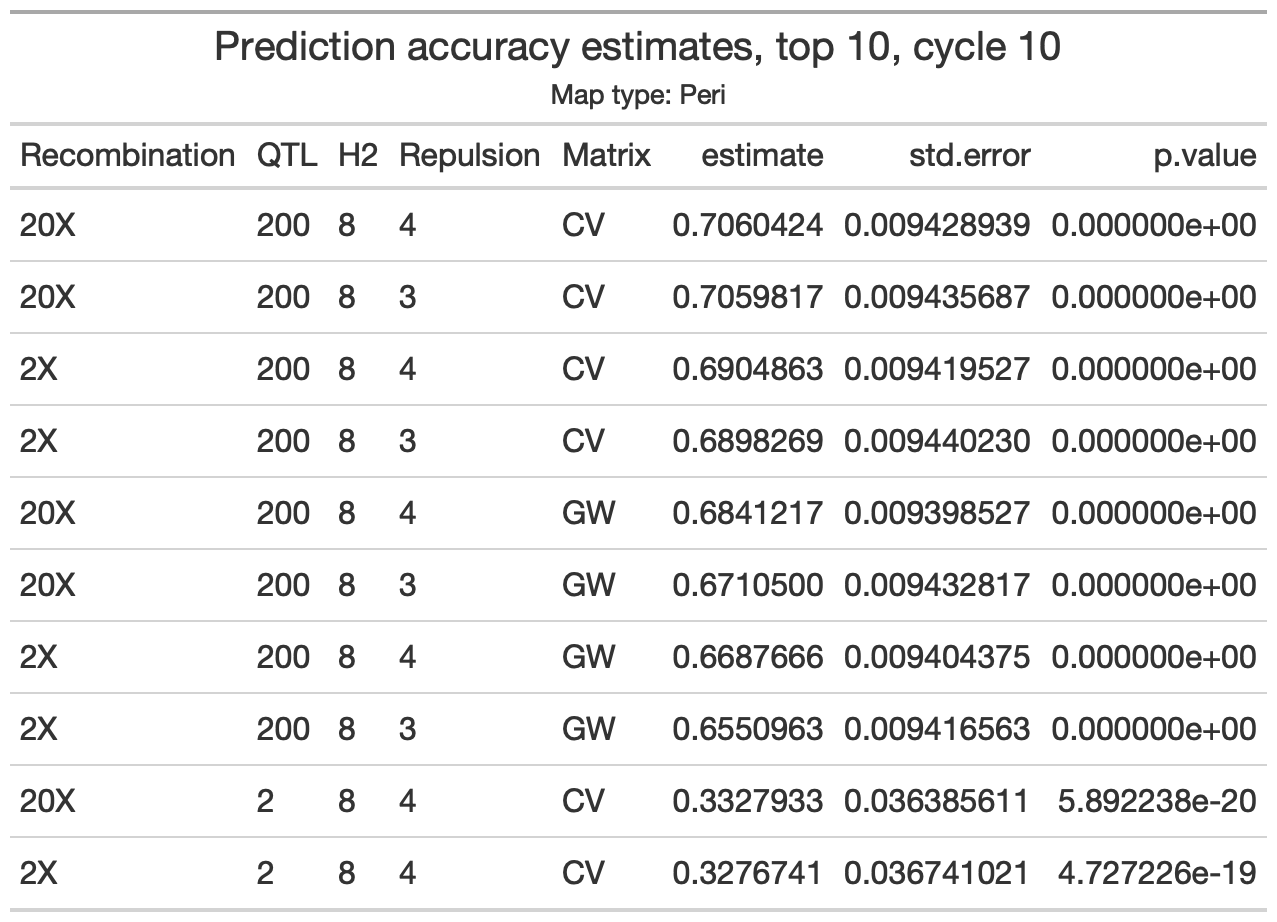 Prediction accuracy estimates, top 10, cycle 10
Map type: Peri
Recombination QTL H2 Repulsion Matrix estimate std.error p.value
20X 200 8 4 CV 0.7060424 0.009428939 0.000000e+00
20X 200 8 3 CV 0.7059817 0.009435687 0.000000e+00
2X 200 8 4 CV 0.6904863 0.009419527 0.000000e+00
2X 200 8 3 CV 0.6898269 0.009440230 0.000000e+00
20X 200 8 4 GW 0.6841217 0.009398527 0.000000e+00
20X 200 8 3 GW 0.6710500 0.009432817 0.000000e+00
2X 200 8 4 GW 0.6687666 0.009404375 0.000000e+00
2X 200 8 3 GW 0.6550963 0.009416563 0.000000e+00
20X 2 8 4 CV 0.3327933 0.036385611 5.892238e-20
2X 2 8 4 CV 0.3276741 0.036741021 4.727226e-19